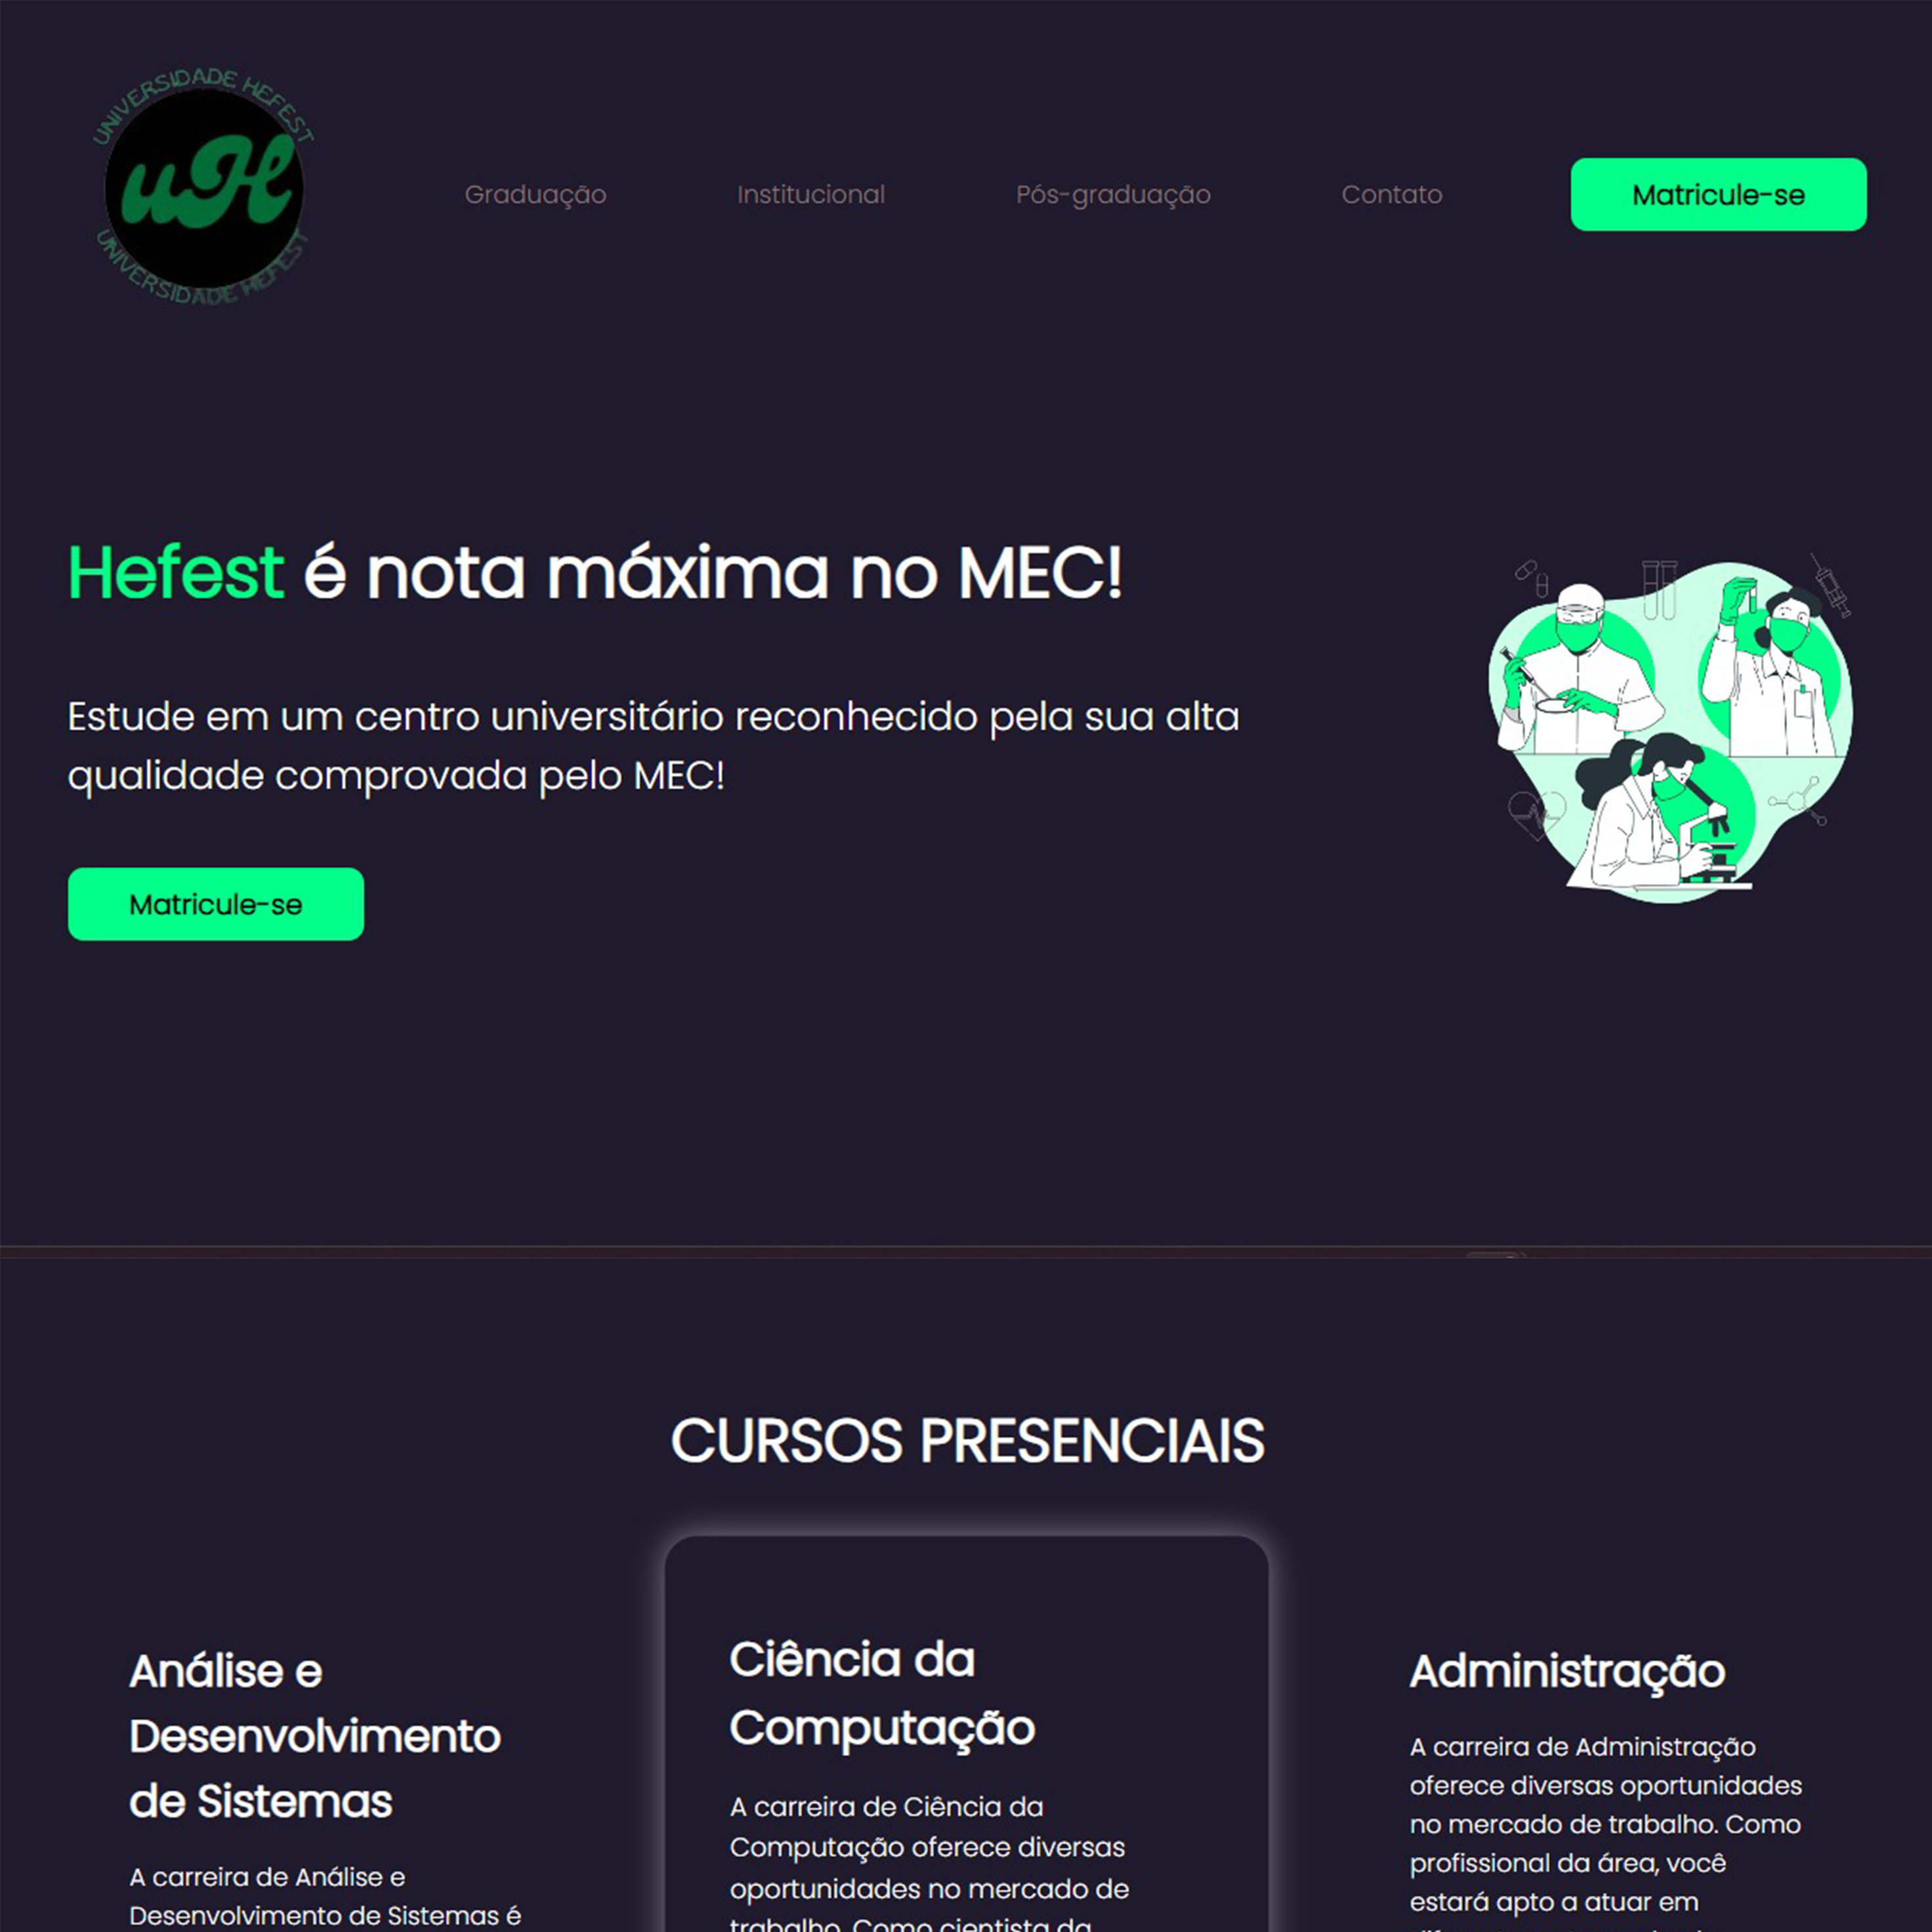 UNIVERSIDADE HEFEST
uH
UNIVERSIDADE HEFEST
Graduação
Institucional
Pós-graduação
Contato
Matricule-se
Hefest é nota máxima no MEC!
Estude em um centro universitário reconhecido pela sua alta
qualidade comprovada pelo MEC!
Matricule-se
CURSOS PRESENCIAIS
Análise e
Desenvolvimento
de Sistemas
A carreira de Análise e
Desenvolvimento de Sistemas é
Ciência da
Computação
A carreira de Ciência da
Computação oferece diversas
oportunidades no mercado de
trabalho. Como cientista da
Administração
A carreira de Administração
oferece diversas oportunidades
no mercado de trabalho. Como
profissional da área, você
estará apto a atuar em